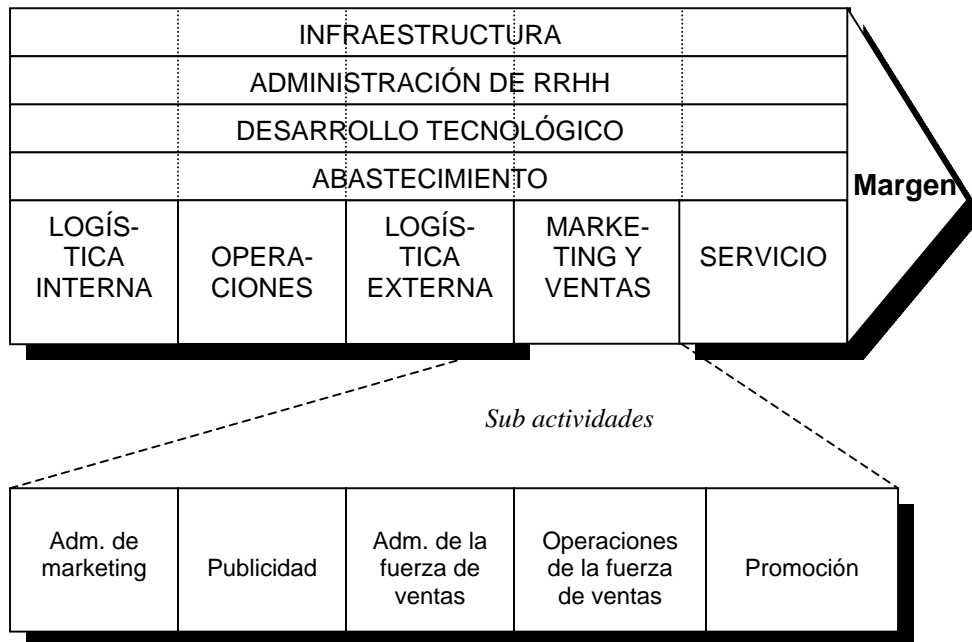 INFRAESTRUCTURA
ADMINISTRACIÓN DE RRHH
DESARROLLO TECNOLÓGICO
ABASTECIMIENTO
Margen
LOGÍS-
TICA
INTERNA
OPERA-
CIONES
LOGÍS-
TICA
EXTERNA
MARKE-
TING Y
VENTAS
SERVICIO
Sub actividades
Adm. de
marketing
Publicidad
Adm. de la
fuerza de
ventas
Operaciones
de la fuerza
de ventas
Promoción